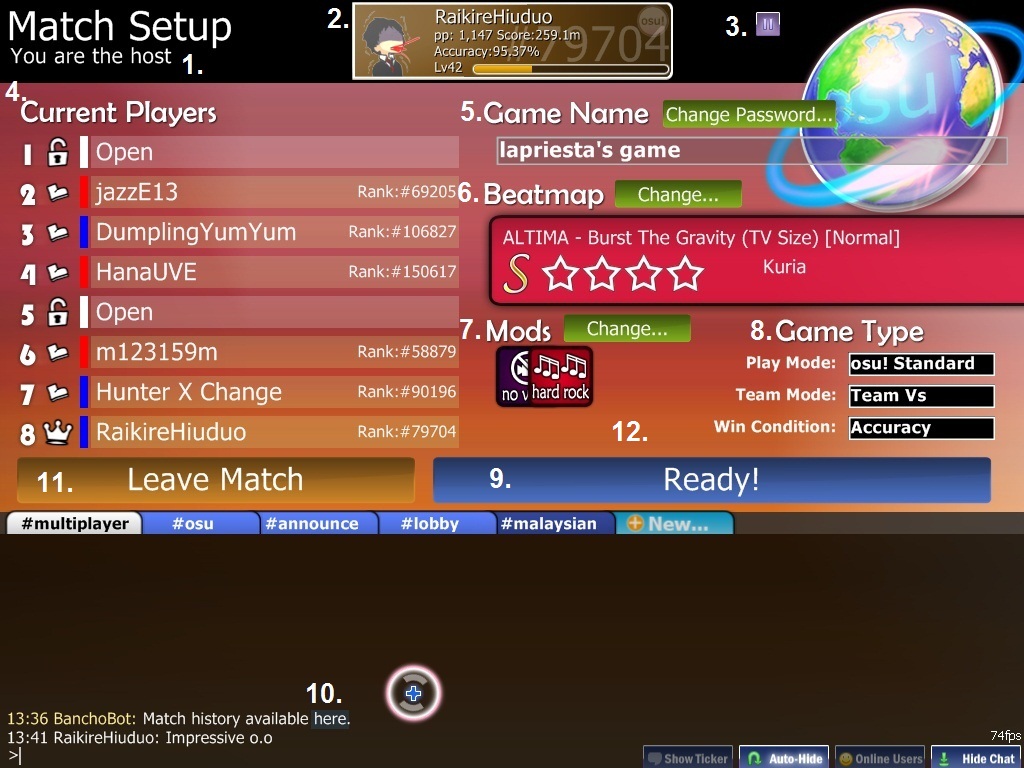 Match Setup
You are the host
1.
2.
RaikireHiuduo
pp: 1,147 Score:259.1m
Accuracy:95.37%
Lv42
#79704
osu!
3.
osu!
4.
Current Players
1 Open
2 jazzE13 Rank:#69205
3 DumplingYumYum Rank:#106827
4 HanaUVE Rank:#150617
5 Open
6 m123159m Rank:#58879
7 Hunter X Change Rank:#90196
8 RaikireHiuduo Rank:#79704
5. Game Name Change Password...
lapriesta's game
6. Beatmap Change...
ALTIMA - Burst The Gravity (TV Size) [Normal]
S
Kuria
7. Mods Change...
no v hard rock
8. Game Type
Play Mode: osu! Standard
Team Mode: Team Vs
Win Condition: Accuracy
12.
11. Leave Match
9. Ready!
#multiplayer #osu #announce #lobby #malaysian New...
10.
13:36 BanchoBot: Match history available here.
13:41 RaikireHiuduo: Impressive o.o
>|
74fps
Show Ticker Auto-Hide Online Users Hide Chat